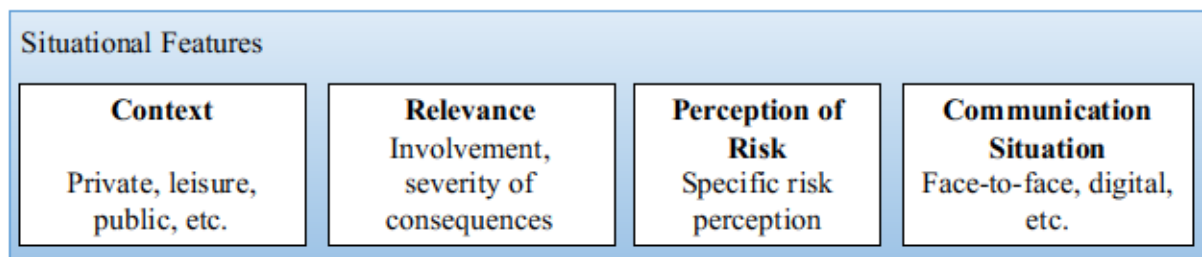 Situational Features
Context
Private, leisure,
public, etc.
Relevance
Involvement,
severity of
consequences
Perception of
Risk
Specific risk
perception
Communication
Situation
Face-to-face, digital,
etc.